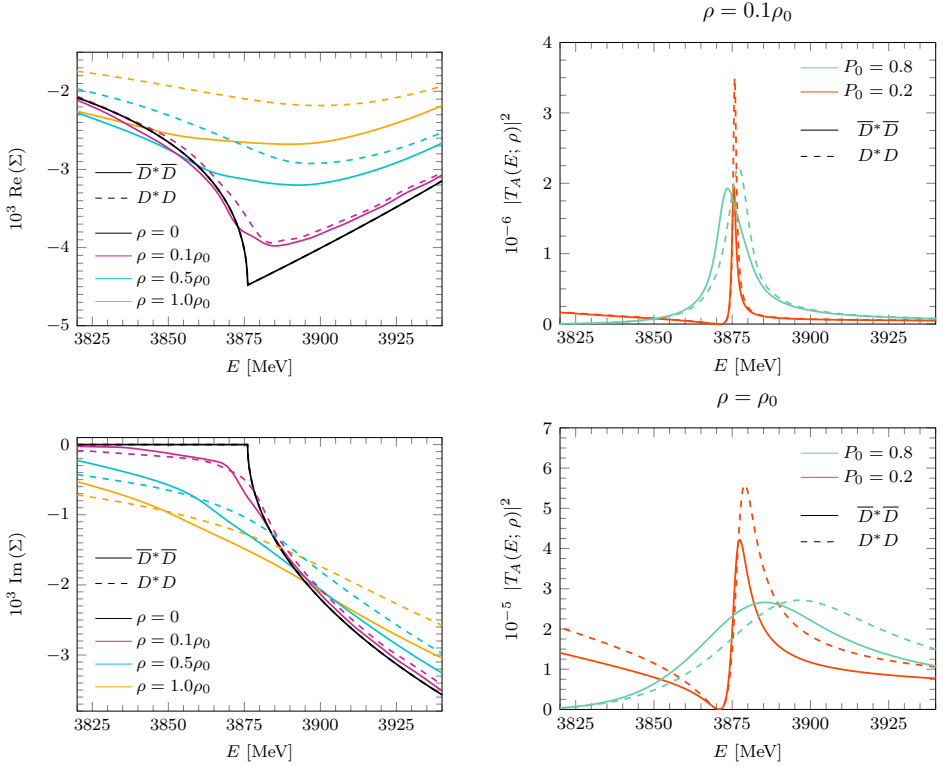 ρ = 0.1ρ₀
−2
−3
−4
−5
10³ Re (Σ)
D̅*D̅
D*D
ρ = 0
ρ = 0.1ρ₀
ρ = 0.5ρ₀
ρ = 1.0ρ₀
3825 3850 3875 3900 3925
E [MeV]
4
3
2
1
0
10⁻⁶ |T_A(E; ρ)|²
P₀ = 0.8
P₀ = 0.2
D̅*D̅
D*D
3825 3850 3875 3900 3925
E [MeV]
ρ = ρ₀
0
−1
−2
−3
10³ Im (Σ)
D̅*D̅
D*D
ρ = 0
ρ = 0.1ρ₀
ρ = 0.5ρ₀
ρ = 1.0ρ₀
3825 3850 3875 3900 3925
E [MeV]
7
6
5
4
3
2
1
0
10⁻⁵ |T_A(E; ρ)|²
P₀ = 0.8
P₀ = 0.2
D̅*D̅
D*D
3825 3850 3875 3900 3925
E [MeV]